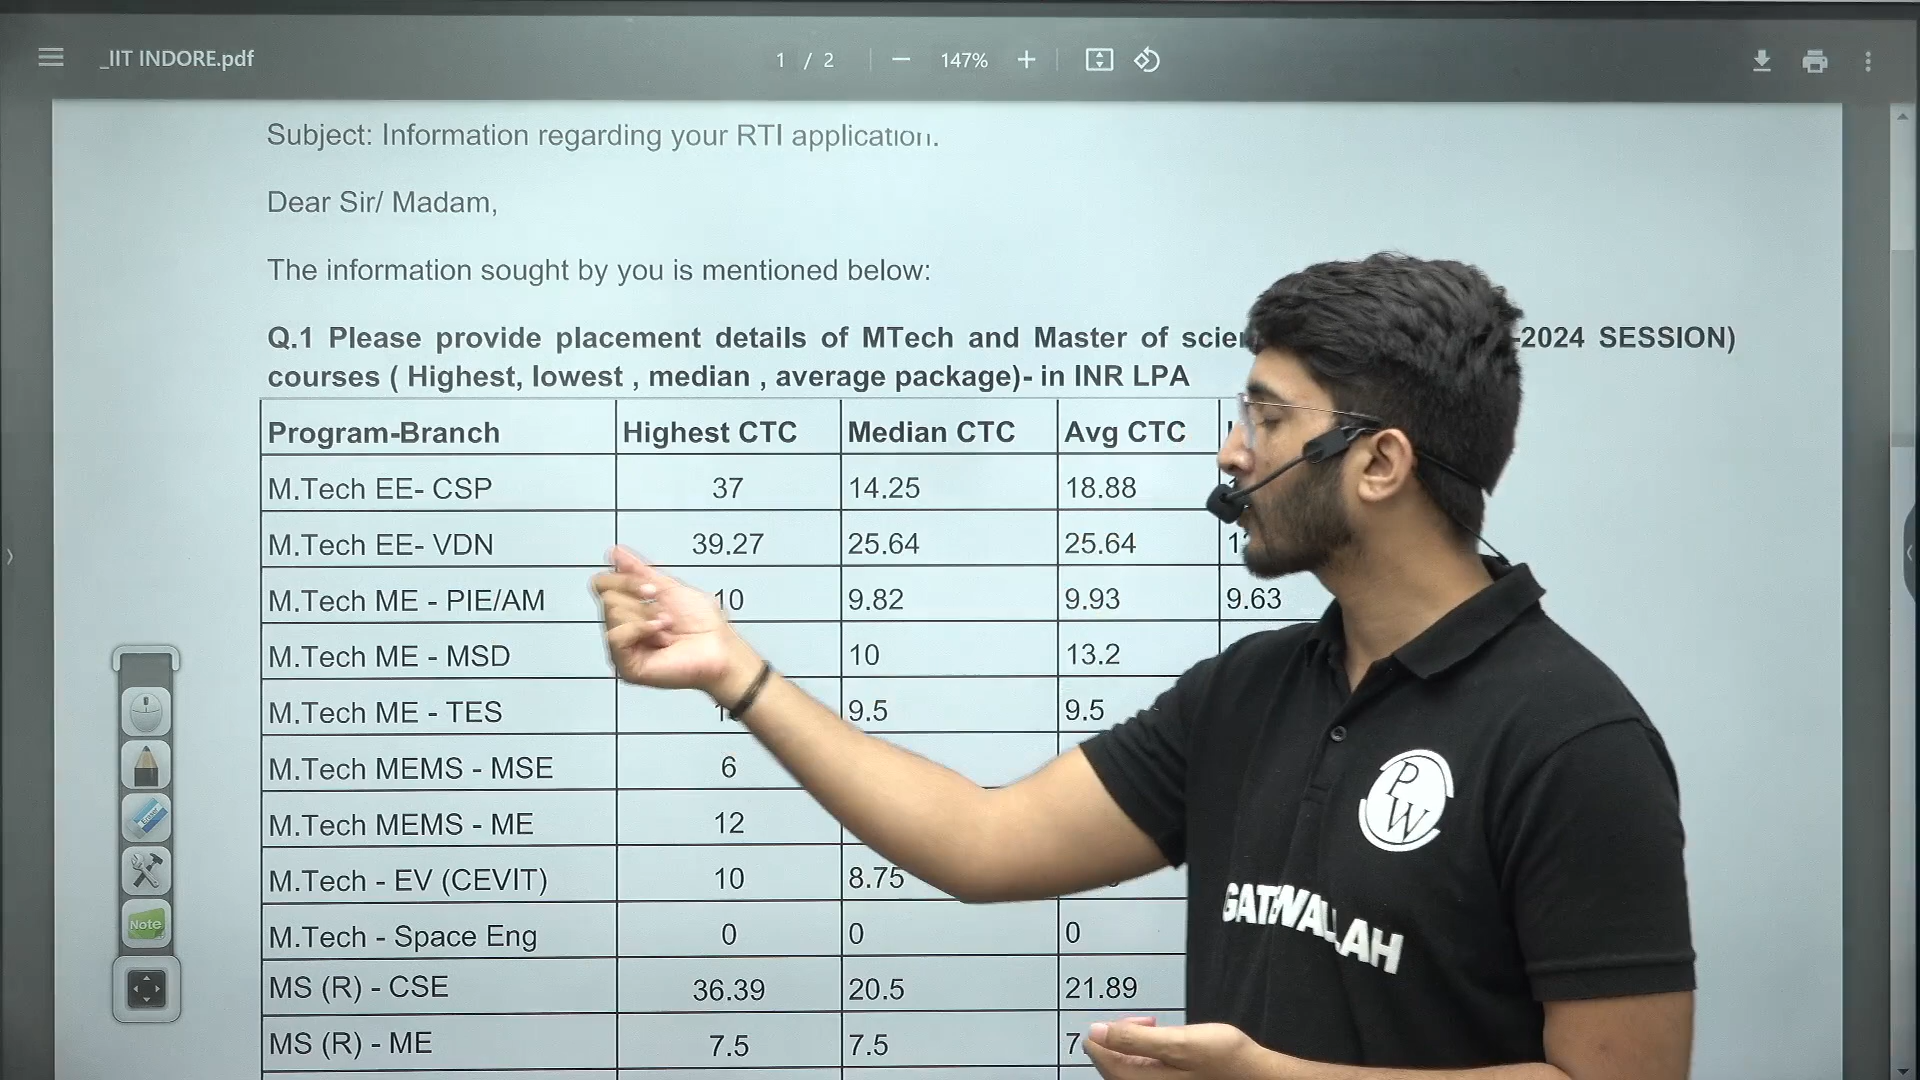 _IIT INDORE.pdf
1 / 2
147%
Subject: Information regarding your RTI application.
Dear Sir/ Madam,
The information sought by you is mentioned below:
Q.1 Please provide placement details of MTech and Master of -2024 SESSION)
courses ( Highest, lowest , median , average package)- in INR LPA
Program-Branch Highest CTC Median CTC Avg CTC
M.Tech EE- CSP 37 14.25 18.88
M.Tech EE- VDN 39.27 25.64 25.64
M.Tech ME - PIE/AM 10 9.82 9.93 9.63
M.Tech ME - MSD 10 13.2
M.Tech ME - TES 9.5 9.5
M.Tech MEMS - MSE 6
M.Tech MEMS - ME 12
M.Tech - EV (CEVIT) 10 8.75
M.Tech - Space Eng 0 0 0
MS (R) - CSE 36.39 20.5 21.89
MS (R) - ME 7.5 7.5
Eraser
Note
PW
GATEWALLAH